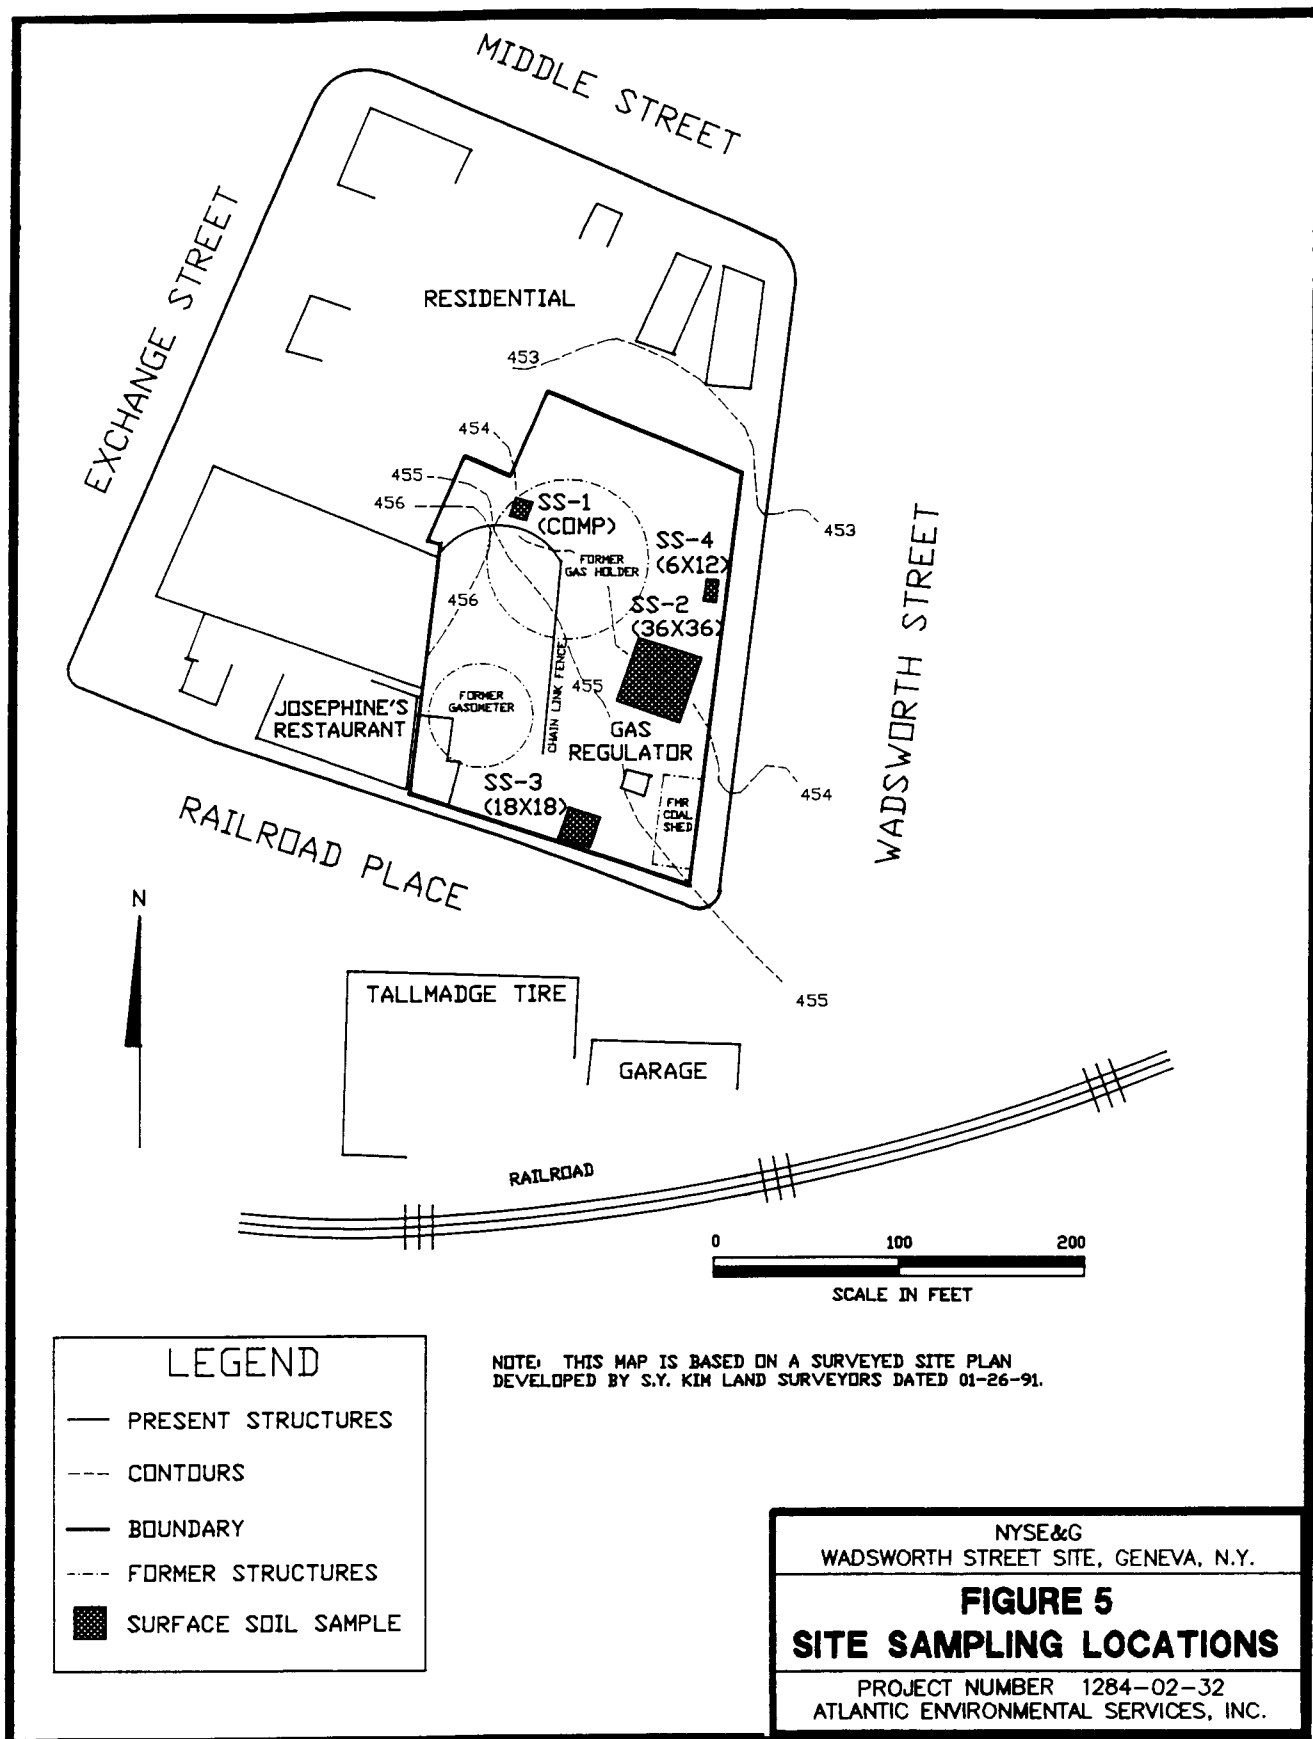 MIDDLE STREET
EXCHANGE STREET
RESIDENTIAL
453
454
455
456
SS-1
(COMP)
453
SS-4
(6X12)
FORMER
GAS HOLDER
456
SS-2
(36X36)
WADSWORTH STREET
CHAIN LINK FENCE
455
FORMER
GASOMETER
JOSEPHINE'S
RESTAURANT
GAS
REGULATOR
SS-3
(18X18)
454
FMR
COAL
SHED
RAILROAD PLACE
N
455
TALLMADGE TIRE
GARAGE
RAILROAD
0 100 200
SCALE IN FEET
LEGEND
PRESENT STRUCTURES
CONTOURS
BOUNDARY
FORMER STRUCTURES
SURFACE SOIL SAMPLE
NOTE: THIS MAP IS BASED ON A SURVEYED SITE PLAN
DEVELOPED BY S.Y. KIM LAND SURVEYORS DATED 01-26-91.
NYSE&G
WADSWORTH STREET SITE, GENEVA, N.Y.
FIGURE 5
SITE SAMPLING LOCATIONS
PROJECT NUMBER 1284-02-32
ATLANTIC ENVIRONMENTAL SERVICES, INC.